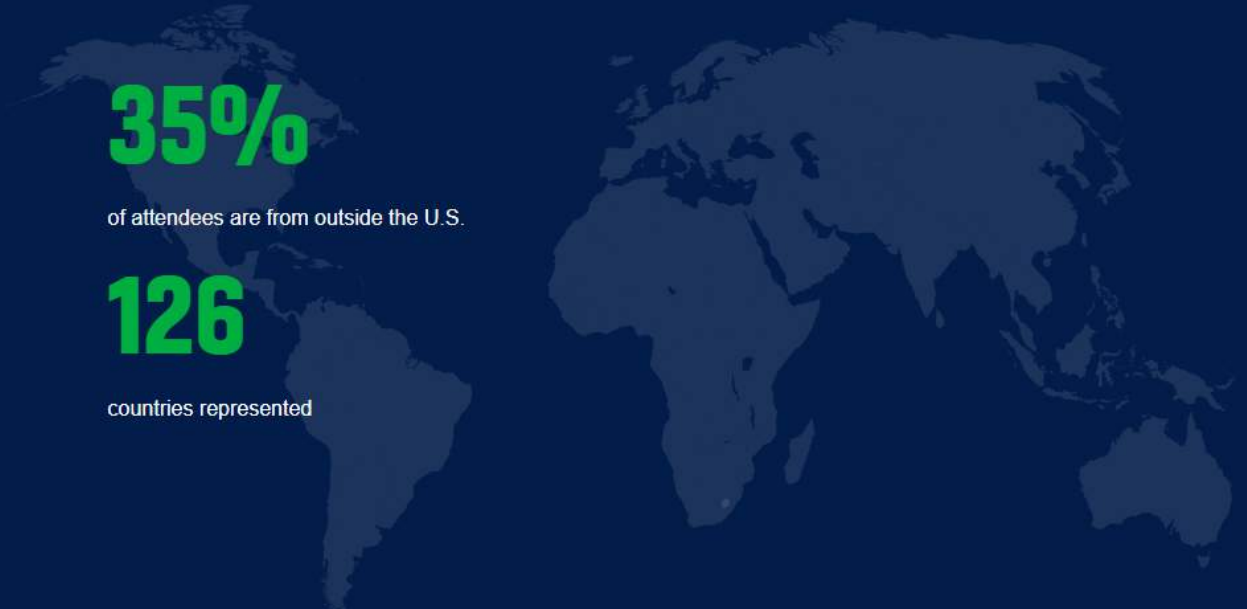 35%
of attendees are from outside the U.S.
126
countries represented